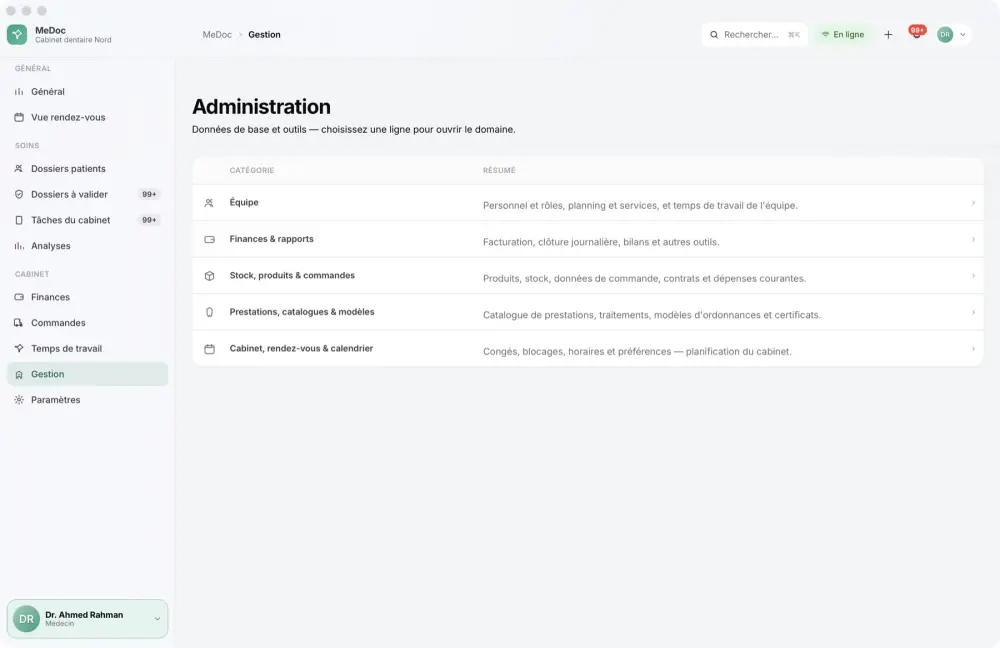 MeDoc
Cabinet dentaire Nord
MeDoc › Gestion
Rechercher... ⌘K
En ligne
99+
DR
GÉNÉRAL
Général
Vue rendez-vous
SOINS
Dossiers patients
Dossiers à valider 99+
Tâches du cabinet 99+
Analyses
CABINET
Finances
Commandes
Temps de travail
Gestion
Paramètres
Administration
Données de base et outils — choisissez une ligne pour ouvrir le domaine.
CATÉGORIE RÉSUMÉ
Équipe Personnel et rôles, planning et services, et temps de travail de l'équipe.
Finances & rapports Facturation, clôture journalière, bilans et autres outils.
Stock, produits & commandes Produits, stock, données de commande, contrats et dépenses courantes.
Prestations, catalogues & modèles Catalogue de prestations, traitements, modèles d'ordonnances et certificats.
Cabinet, rendez-vous & calendrier Congés, blocages, horaires et préférences — planification du cabinet.
DR
Dr. Ahmed Rahman
Médecin